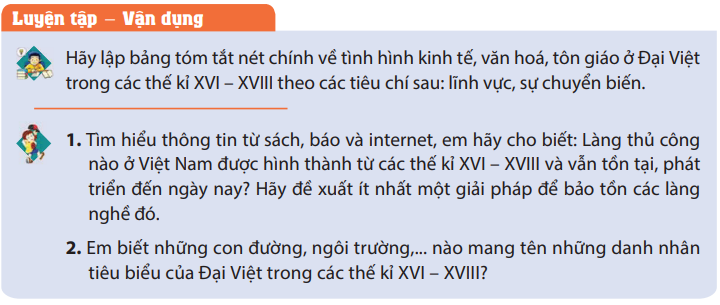 Luyện tập – Vận dụng
Hãy lập bảng tóm tắt nét chính về tình hình kinh tế, văn hoá, tôn giáo ở Đại Việt
trong các thế kỉ XVI – XVIII theo các tiêu chí sau: lĩnh vực, sự chuyển biến.
1. Tìm hiểu thông tin từ sách, báo và internet, em hãy cho biết: Làng thủ công
nào ở Việt Nam được hình thành từ các thế kỉ XVI – XVIII và vẫn tồn tại, phát
triển đến ngày nay? Hãy đề xuất ít nhất một giải pháp để bảo tồn các làng
nghề đó.
2. Em biết những con đường, ngôi trường,... nào mang tên những danh nhân
tiêu biểu của Đại Việt trong các thế kỉ XVI – XVIII?